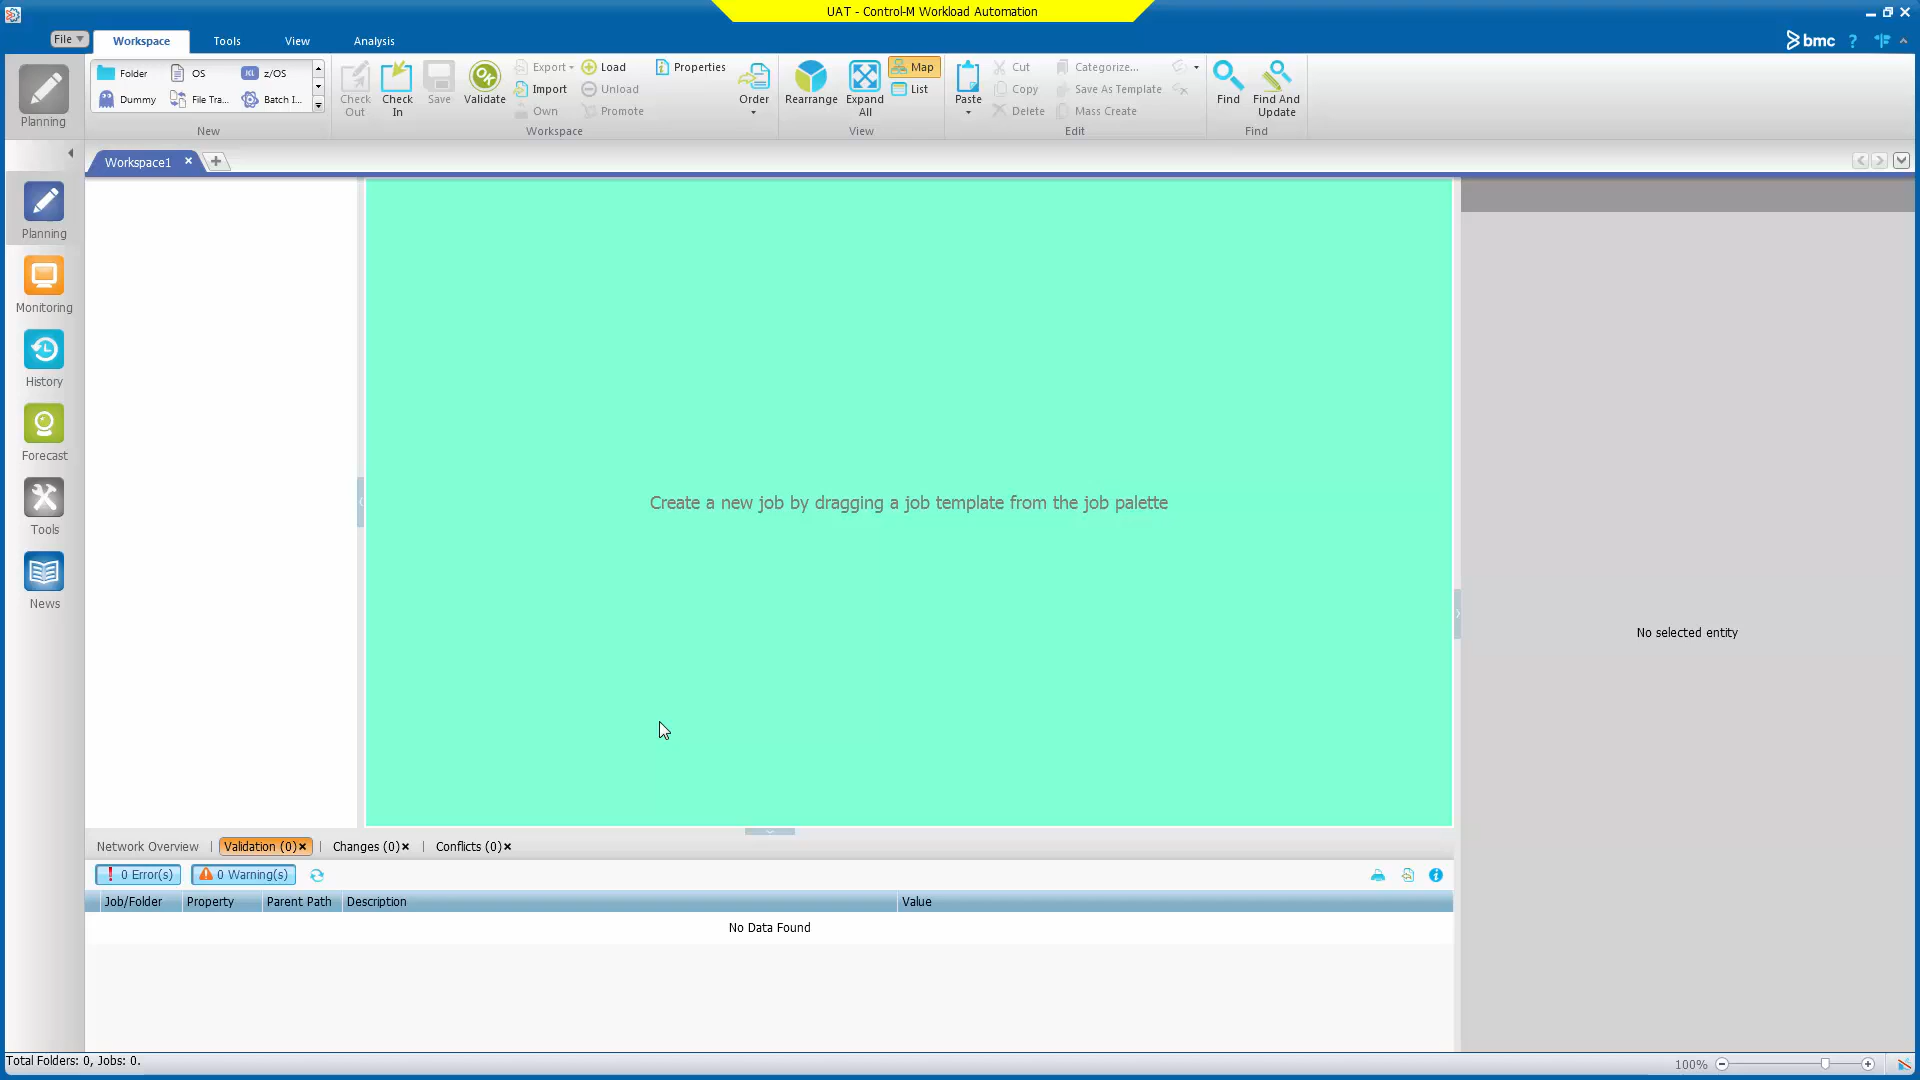 UAT - Control-M Workload Automation
File
Workspace
Tools
View
Analysis
bmc
?
Planning
Folder
OS
KL
z/OS
Dummy
File Tra...
Batch I...
New
Check Out
Check In
Save
OK
Validate
Export
Import
Own
Load
Unload
Promote
Properties
Order
Workspace
Rearrange
Expand All
Map
List
View
Paste
Cut
Copy
Delete
Categorize...
Save As Template
Mass Create
Edit
Find
Find And Update
Find
Workspace1
Planning
Monitoring
History
Forecast
Tools
News
Create a new job by dragging a job template from the job palette
No selected entity
Network Overview
Validation (0)
Changes (0)
Conflicts (0)
0 Error(s)
0 Warning(s)
Job/Folder
Property
Parent Path
Description
Value
No Data Found
Total Folders: 0, Jobs: 0.
100%